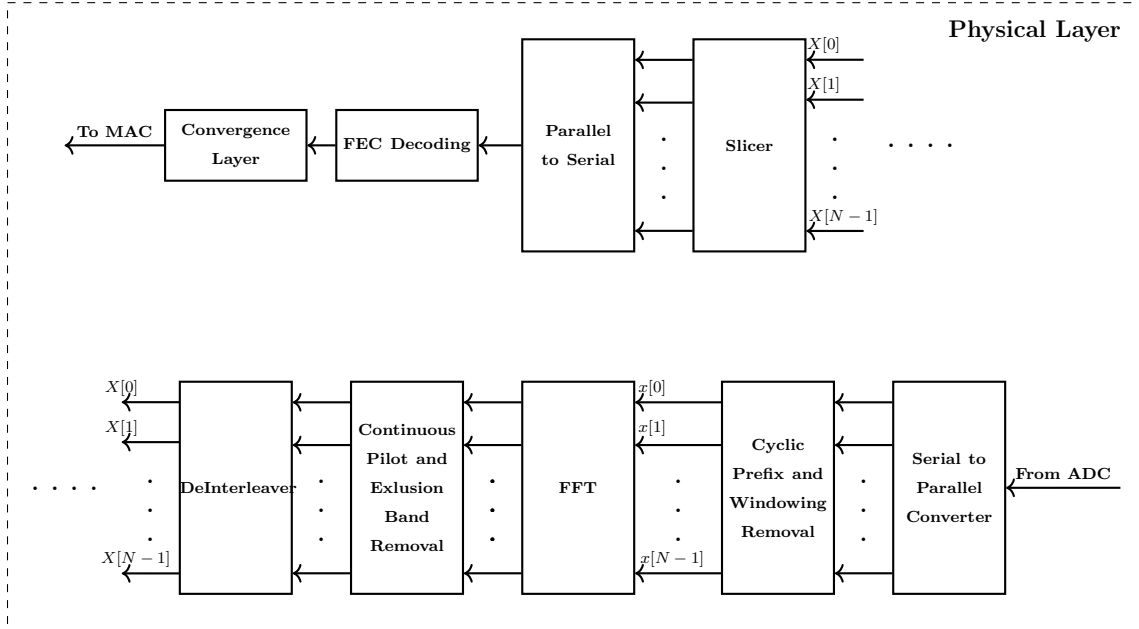 Physical Layer
X[0]
X[1]
X[N − 1]
To MAC
Convergence
Layer
FEC Decoding
Parallel
to Serial
Slicer
X[0]
X[1]
X[N − 1]
DeInterleaver
Continuous
Pilot and
Exlusion
Band
Removal
FFT
x[0]
x[1]
x[N − 1]
Cyclic
Prefix and
Windowing
Removal
Serial to
Parallel
Converter
From ADC